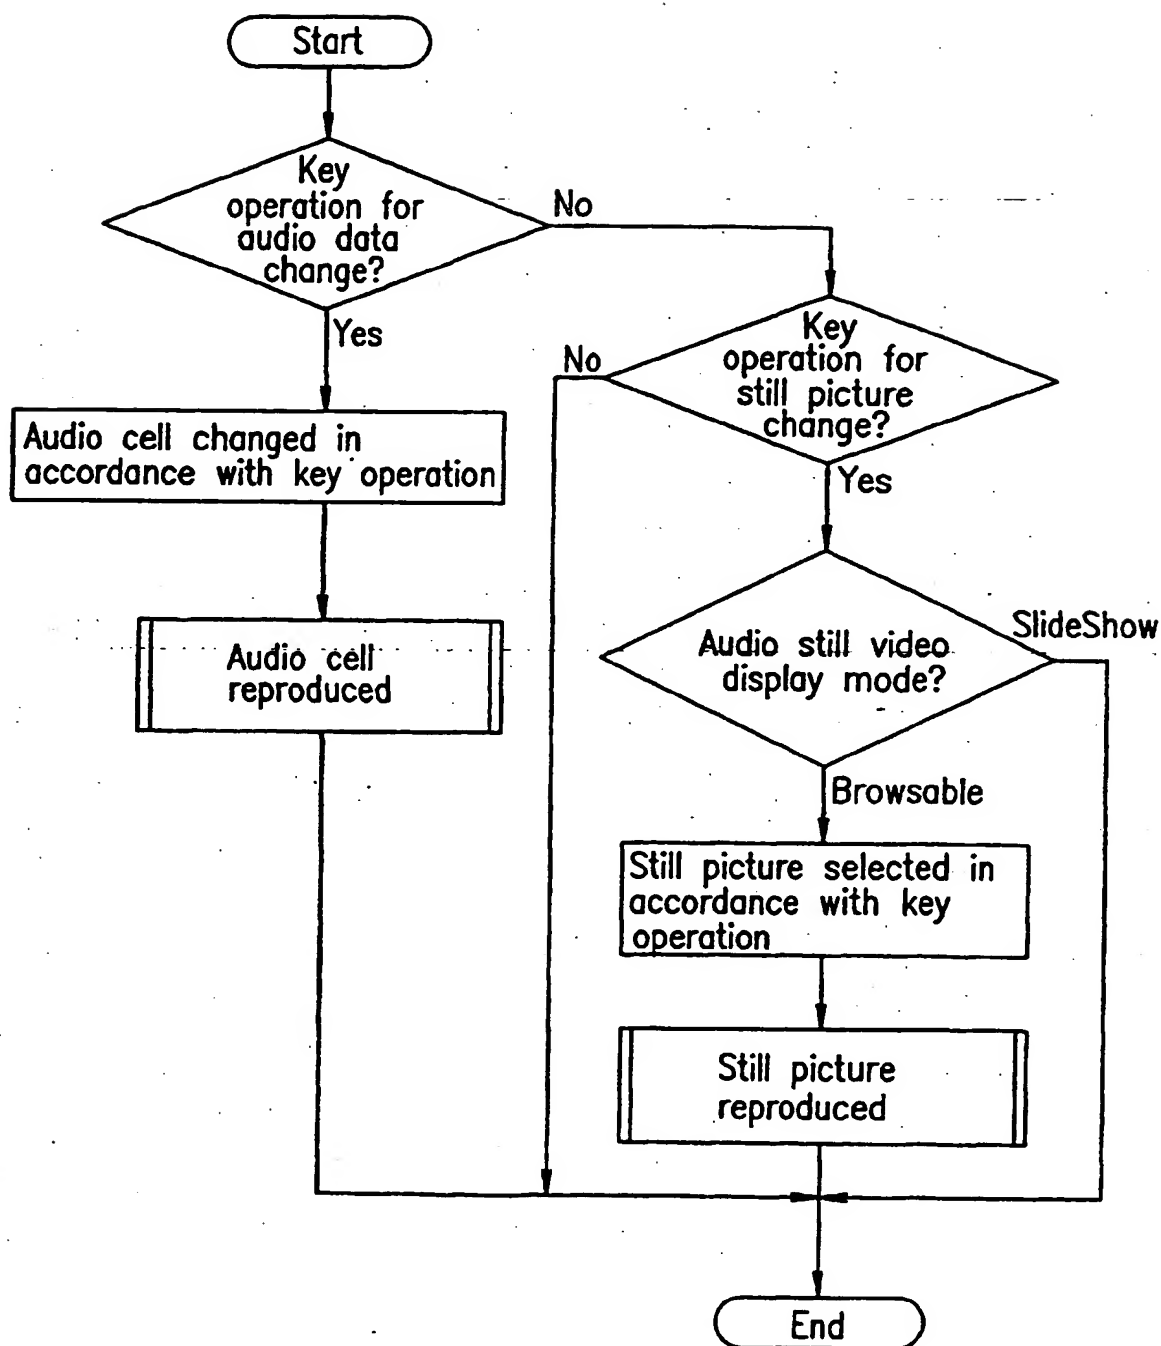 Start
Key
operation for
audio data
change?
No
Yes
Key
operation for
still picture
change?
No
Yes
Audio cell changed in
accordance with key operation
Audio cell
reproduced
Audio still video
display mode?
SlideShow
Browsable
Still picture selected in
accordance with key
operation
Still picture
reproduced
End